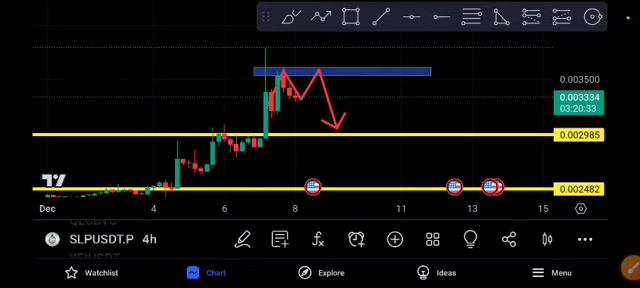 0.003500
0.003334
03:20:33
0.002985
0.002482
Dec
4
6
8
11
13
15
SLPUSDT.P 4h
Watchlist
Chart
Explore
Ideas
Menu